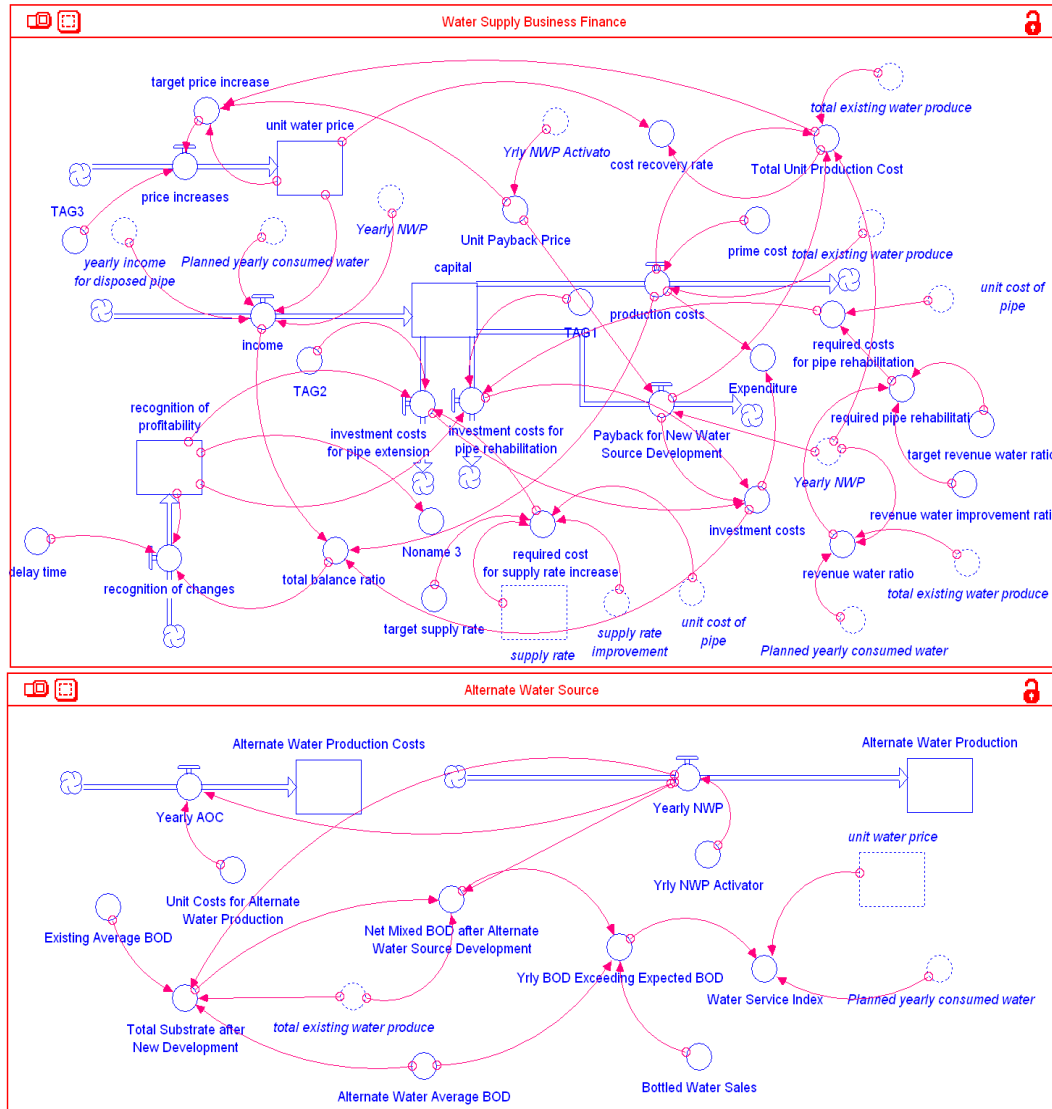 Water Supply Business Finance
target price increase
total existing water produce
unit water price
Yrly NWP Activato
cost recovery rate
Total Unit Production Cost
price increases
TAG3
Yearly NWP
Unit Payback Price
prime cost
yearly income
for disposed pipe
Planned yearly consumed water
total existing water produce
capital
unit cost of
pipe
production costs
TAG1
income
required costs
for pipe rehabilitation
TAG2
Expenditure
recognition of
profitability
required pipe rehabilitati
investment costs
for pipe extension
investment costs for
pipe rehabilitation
Payback for New Water
Source Development
target revenue water ratio
Yearly NWP
revenue water improvement rati
investment costs
Noname 3
required cost
for supply rate increase
delay time
total balance ratio
revenue water ratio
recognition of changes
total existing water produce
target supply rate
supply rate
supply rate
improvement
unit cost of
pipe
Planned yearly consumed water
Alternate Water Source
Alternate Water Production Costs
Alternate Water Production
Yearly AOC
Yearly NWP
unit water price
Yrly NWP Activator
Unit Costs for Alternate
Water Production
Existing Average BOD
Net Mixed BOD after Alternate
Water Source Development
Yrly BOD Exceeding Expected BOD
Water Service Index
Planned yearly consumed water
Total Substrate after
New Development
total existing water produce
Alternate Water Average BOD
Bottled Water Sales